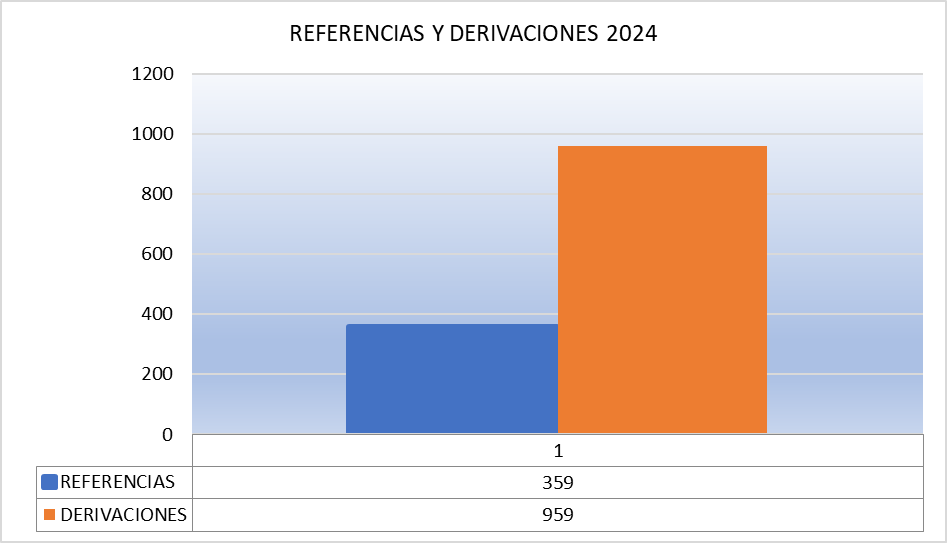 REFERENCIAS Y DERIVACIONES 2024
1200
1000
800
600
400
200
0
1
REFERENCIAS 359
DERIVACIONES 959